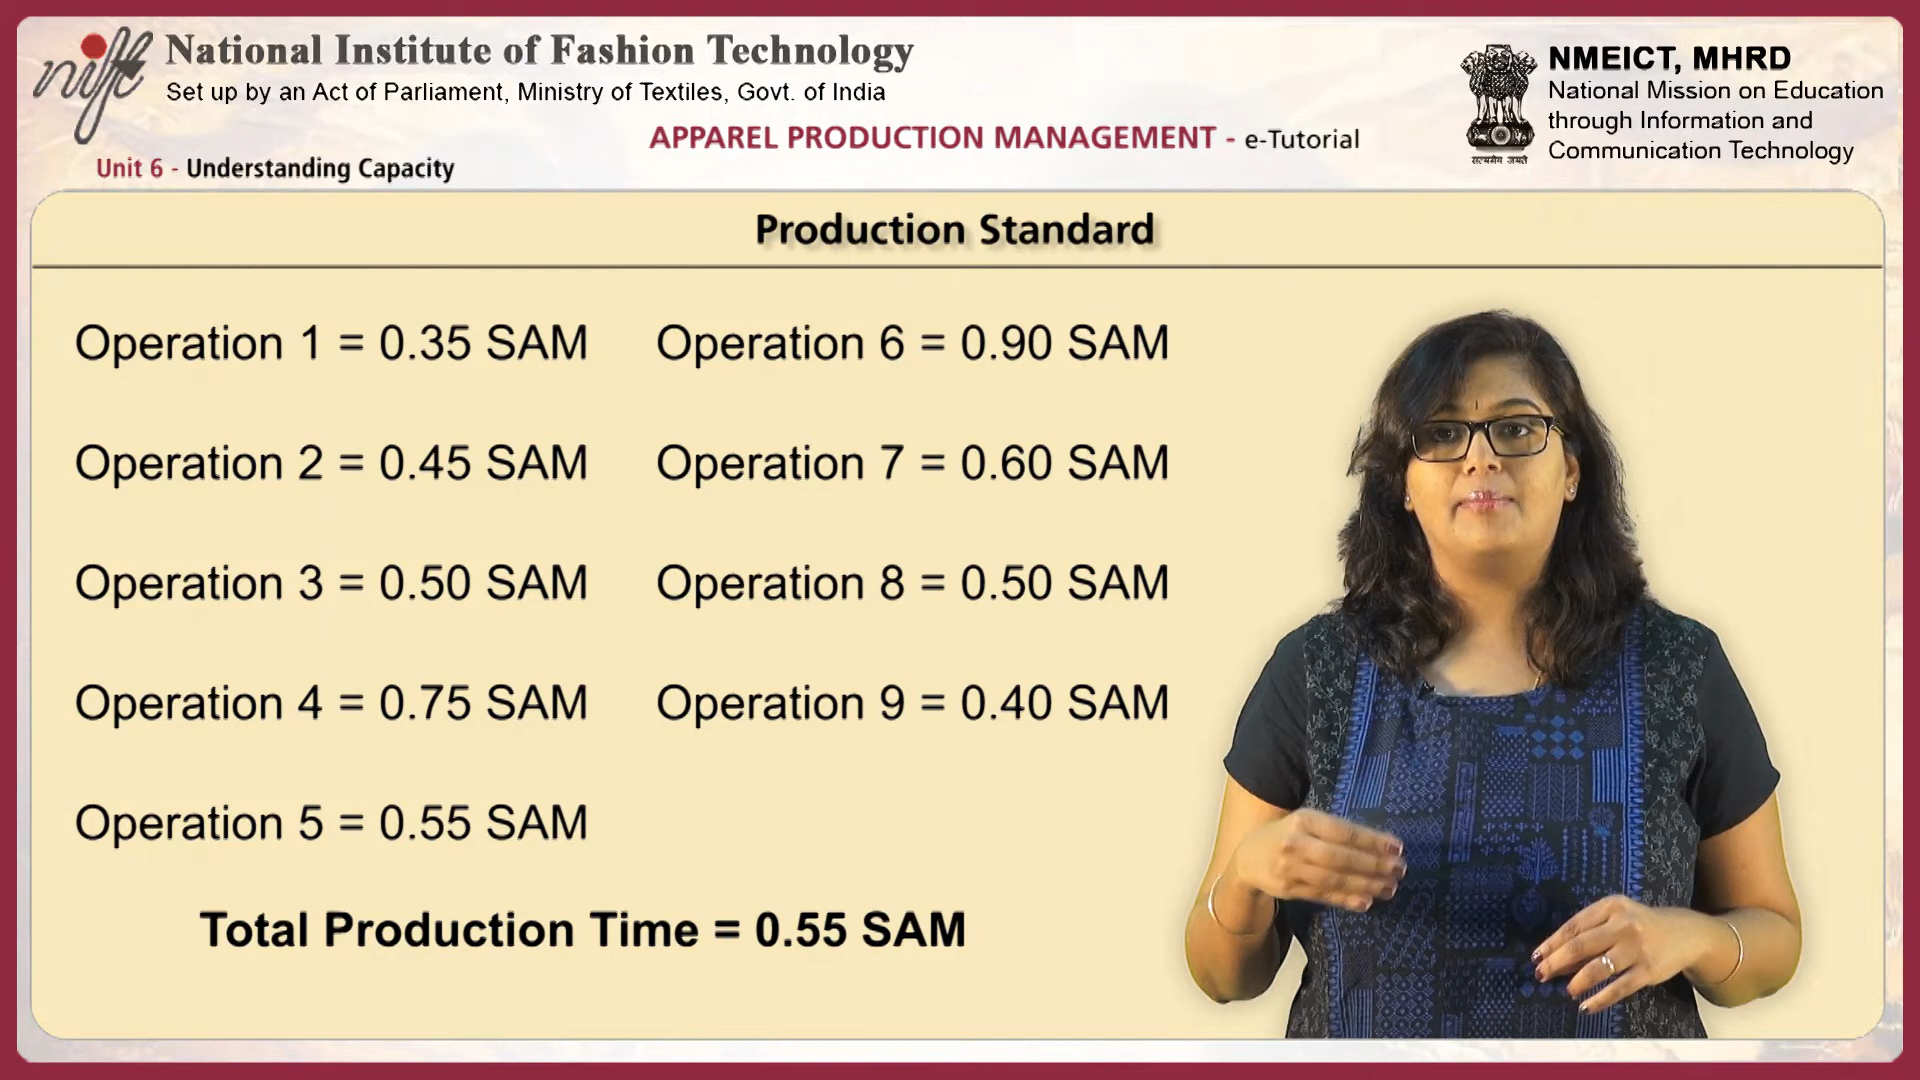 nift
National Institute of Fashion Technology
Set up by an Act of Parliament, Ministry of Textiles, Govt. of India
NMEICT, MHRD
National Mission on Education
through Information and
Communication Technology
सत्यमेव जयते
APPAREL PRODUCTION MANAGEMENT - e-Tutorial
Unit 6 - Understanding Capacity
Production Standard
Operation 1 = 0.35 SAM
Operation 2 = 0.45 SAM
Operation 3 = 0.50 SAM
Operation 4 = 0.75 SAM
Operation 5 = 0.55 SAM
Operation 6 = 0.90 SAM
Operation 7 = 0.60 SAM
Operation 8 = 0.50 SAM
Operation 9 = 0.40 SAM
Total Production Time = 0.55 SAM